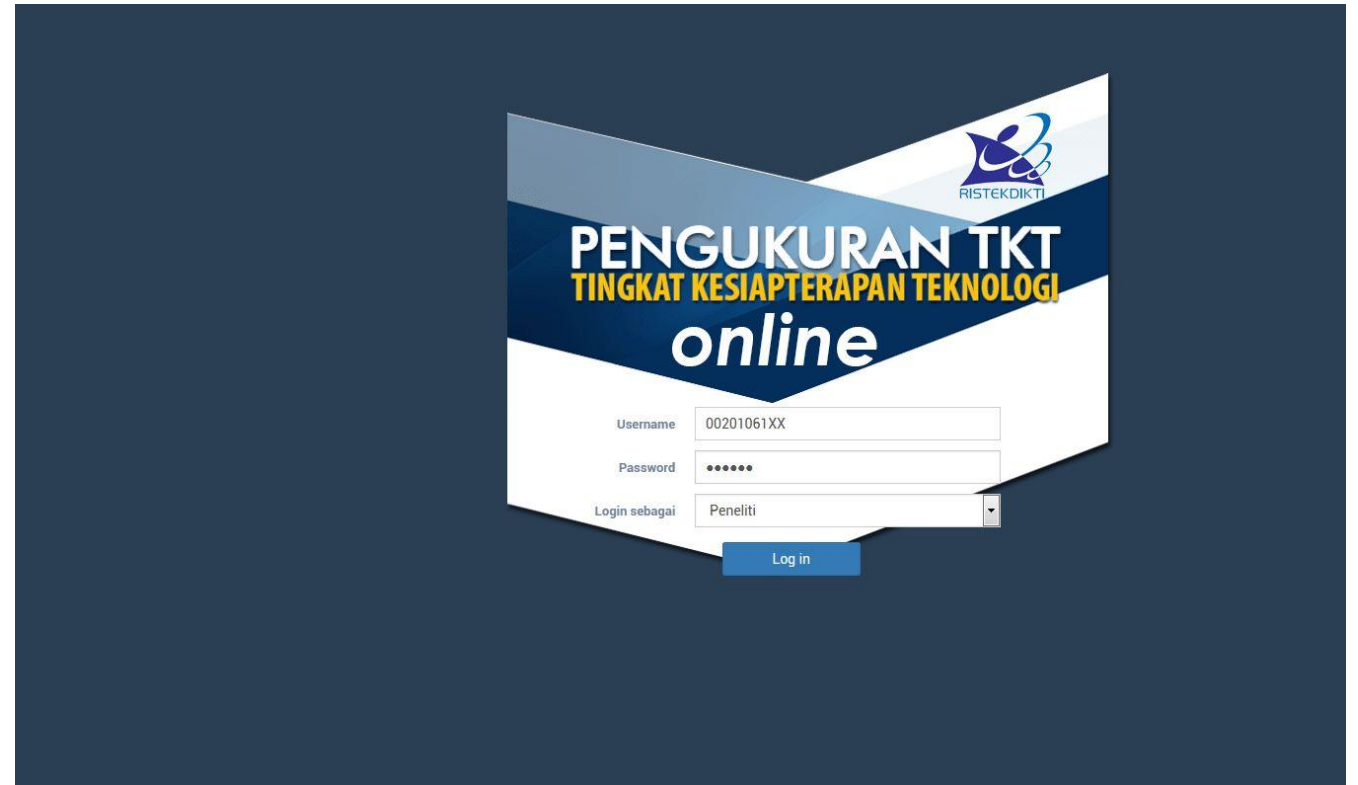 RISTEKDIKTI
PENGUKURAN TKT
TINGKAT KESIAPTERAPAN TEKNOLOGI
online
Username 00201061XX
Password ••••••
Login sebagai Peneliti
Log in